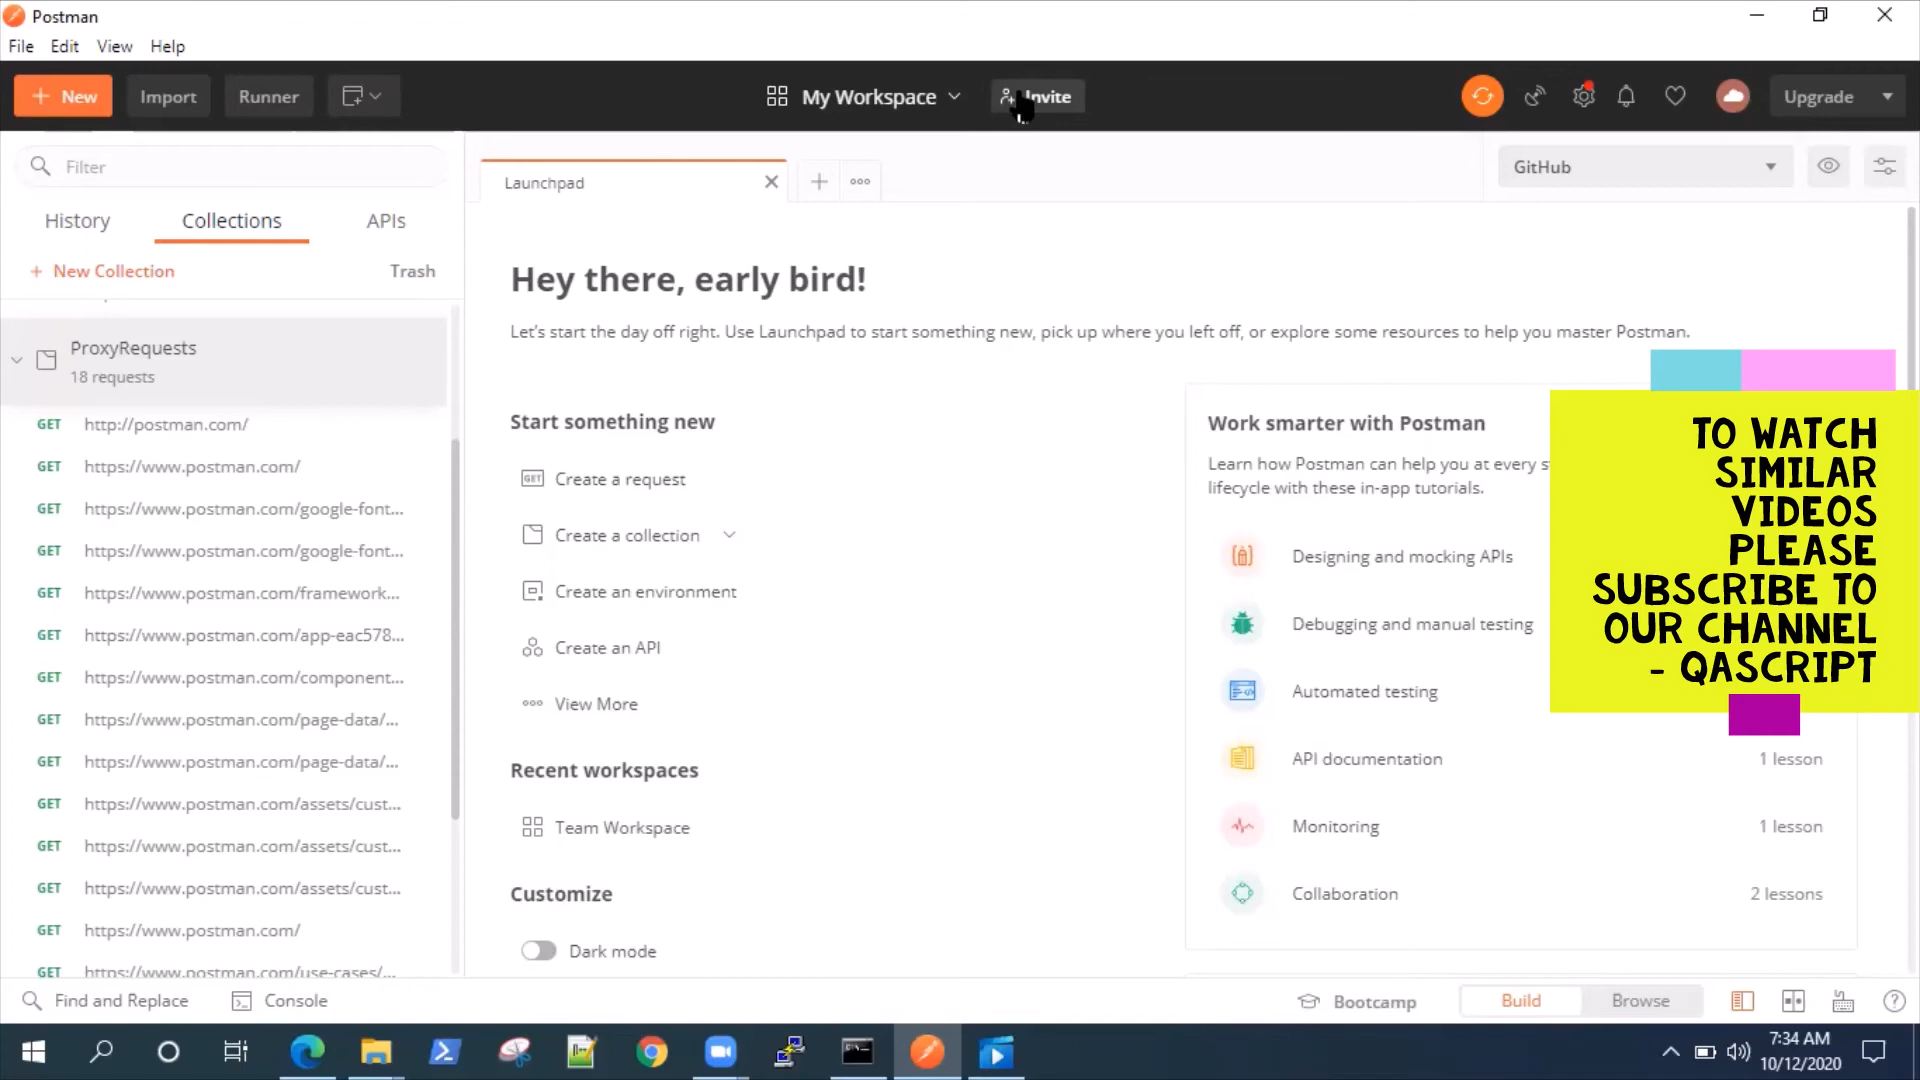 Postman
File Edit View Help
+ New Import Runner My Workspace Invite Upgrade
Filter
History Collections APIs
+ New Collection Trash
ProxyRequests
18 requests
GET http://postman.com/
GET https://www.postman.com/
GET https://www.postman.com/google-font...
GET https://www.postman.com/google-font...
GET https://www.postman.com/framework...
GET https://www.postman.com/app-eac578...
GET https://www.postman.com/component...
GET https://www.postman.com/page-data/...
GET https://www.postman.com/page-data/...
GET https://www.postman.com/assets/cust...
GET https://www.postman.com/assets/cust...
GET https://www.postman.com/assets/cust...
GET https://www.postman.com/
GET https://www.postman.com/use-cases/...
Launchpad
GitHub
Hey there, early bird!
Let's start the day off right. Use Launchpad to start something new, pick up where you left off, or explore some resources to help you master Postman.
Start something new
GET Create a request
Create a collection
Create an environment
Create an API
View More
Recent workspaces
Team Workspace
Customize
Dark mode
Work smarter with Postman
Learn how Postman can help you at every
lifecycle with these in-app tutorials.
Designing and mocking APIs
Debugging and manual testing
Automated testing
API documentation 1 lesson
Monitoring 1 lesson
Collaboration 2 lessons
TO WATCH
SIMILAR
VIDEOS
PLEASE
SUBSCRIBE TO
OUR CHANNEL
- QASCRIPT
Find and Replace Console Bootcamp Build Browse
7:34 AM
10/12/2020